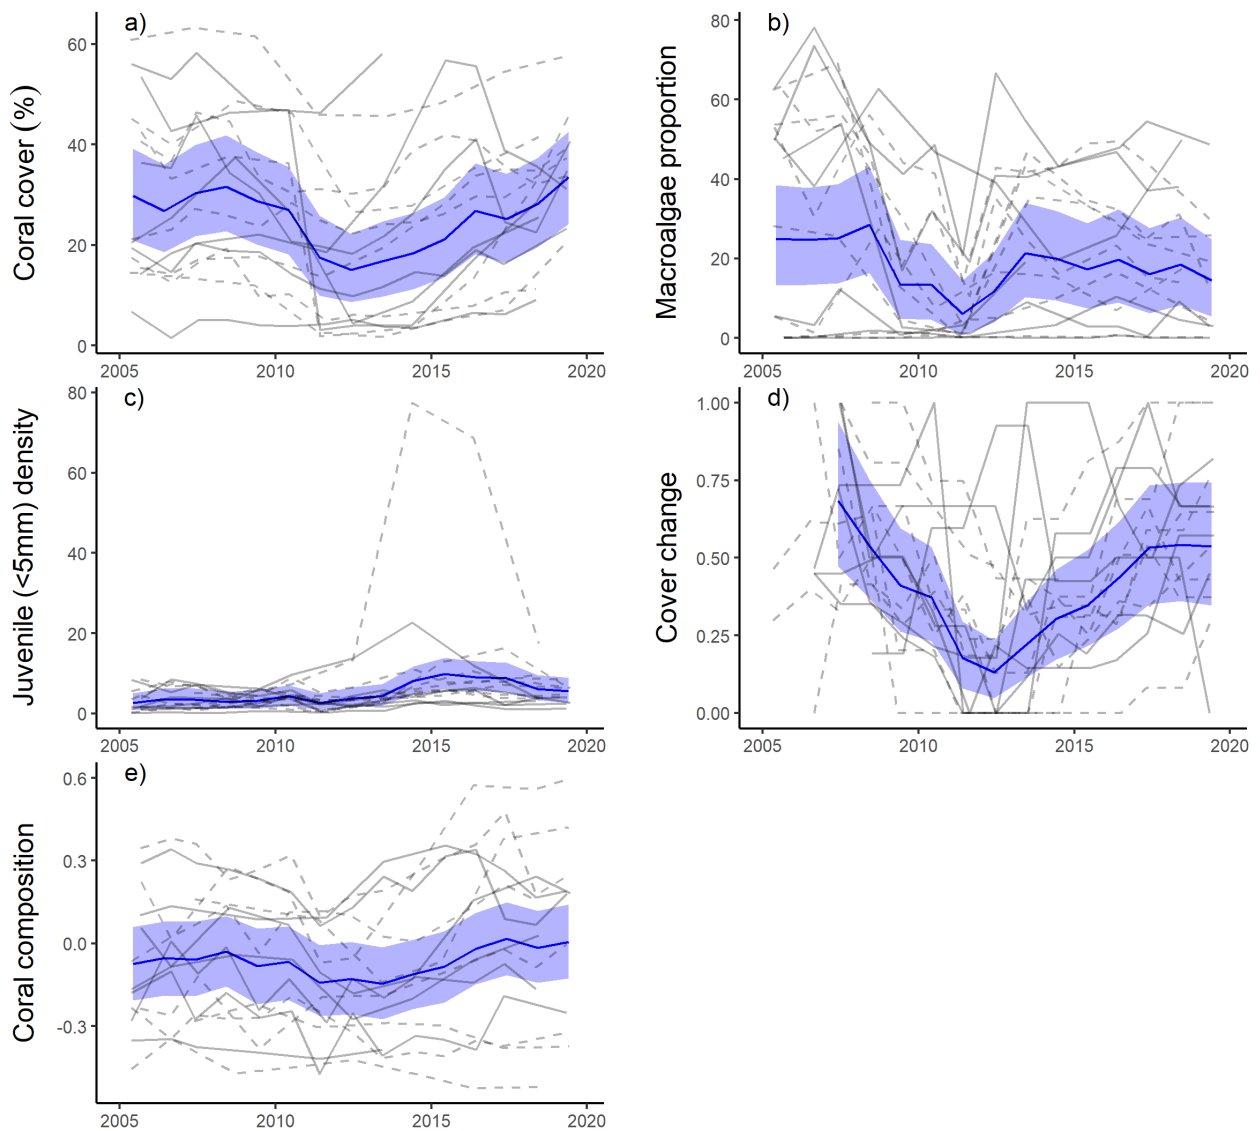 a)
Coral cover (%)
60
40
20
0
2005 2010 2015 2020
b)
Macroalgae proportion
80
60
40
20
0
2005 2010 2015 2020
c)
Juvenile (<5mm) density
80
60
40
20
0
2005 2010 2015 2020
d)
Cover change
1.00
0.75
0.50
0.25
0.00
2005 2010 2015 2020
e)
Coral composition
0.6
0.3
0.0
-0.3
2005 2010 2015 2020